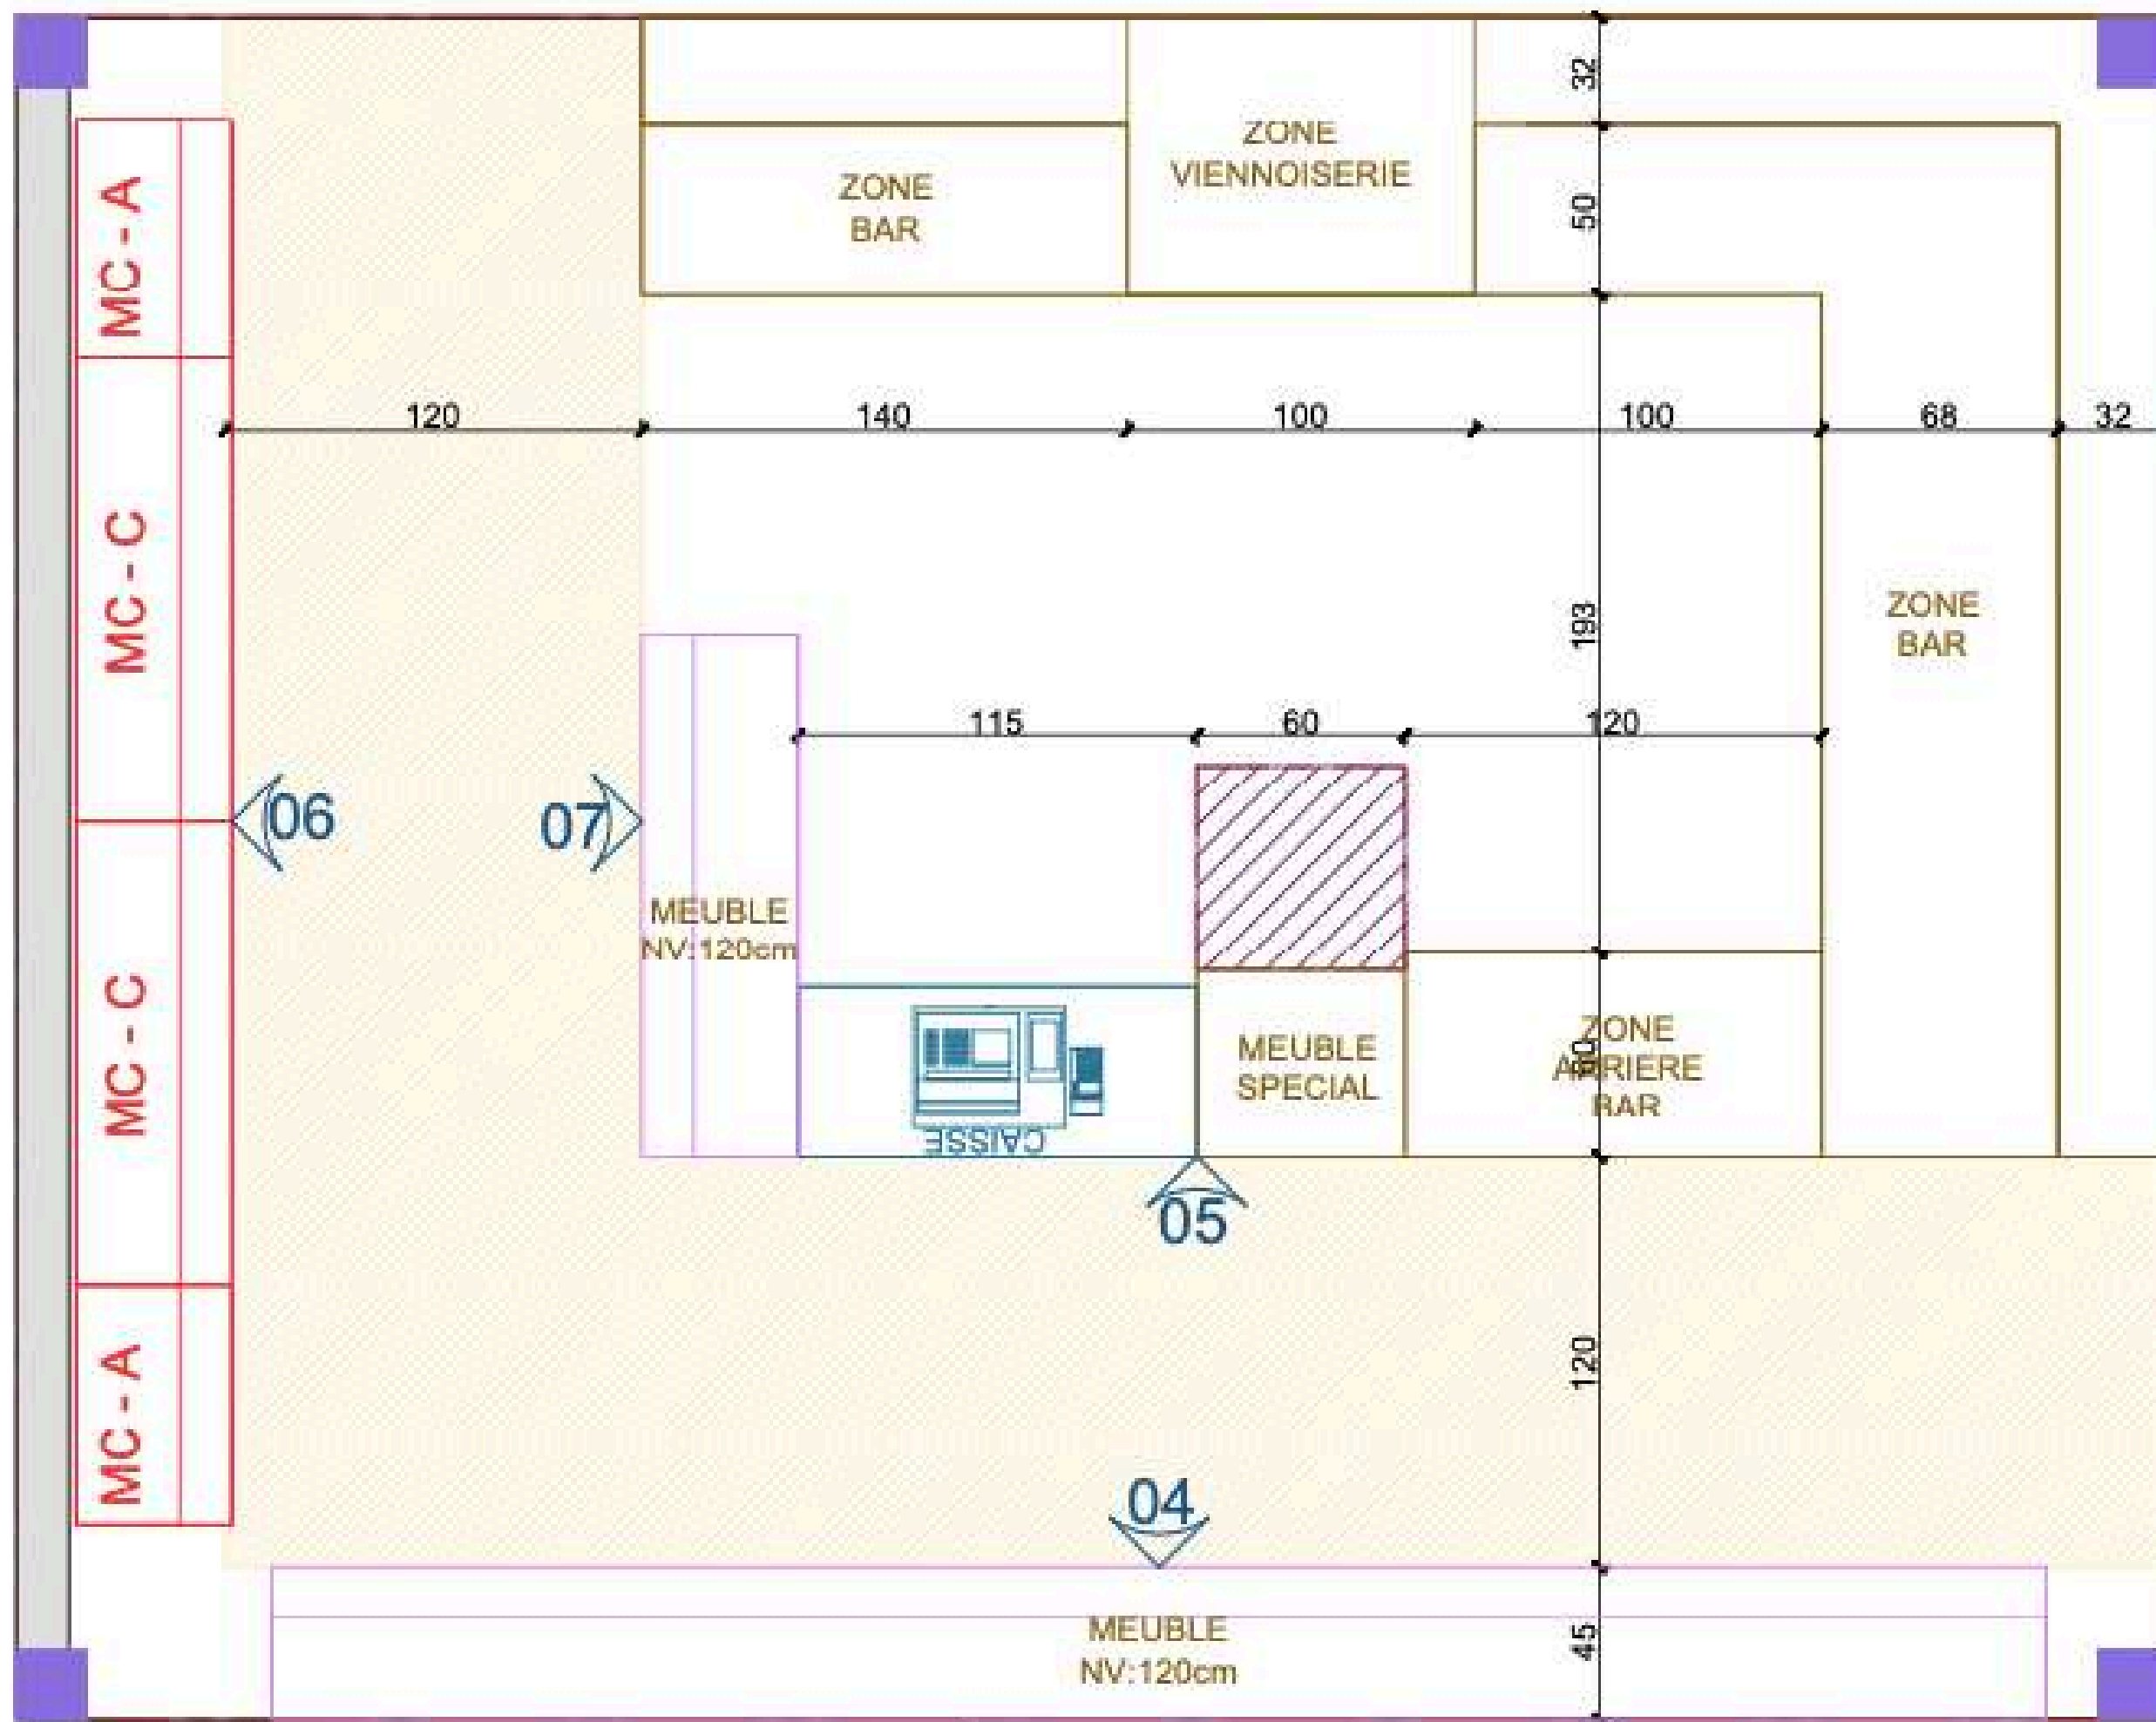 32
ZONE
VIENNOISERIE
MC - A
ZONE
BAR
50
120
140
100
100
68
32
MC - C
193
ZONE
BAR
115
60
120
06
07
MEUBLE
NV:120cm
MC - C
CAISSE
MEUBLE
SPECIAL
ZONE
ARRIERE
BAR
05
120
MC - A
04
MEUBLE
NV:120cm
45